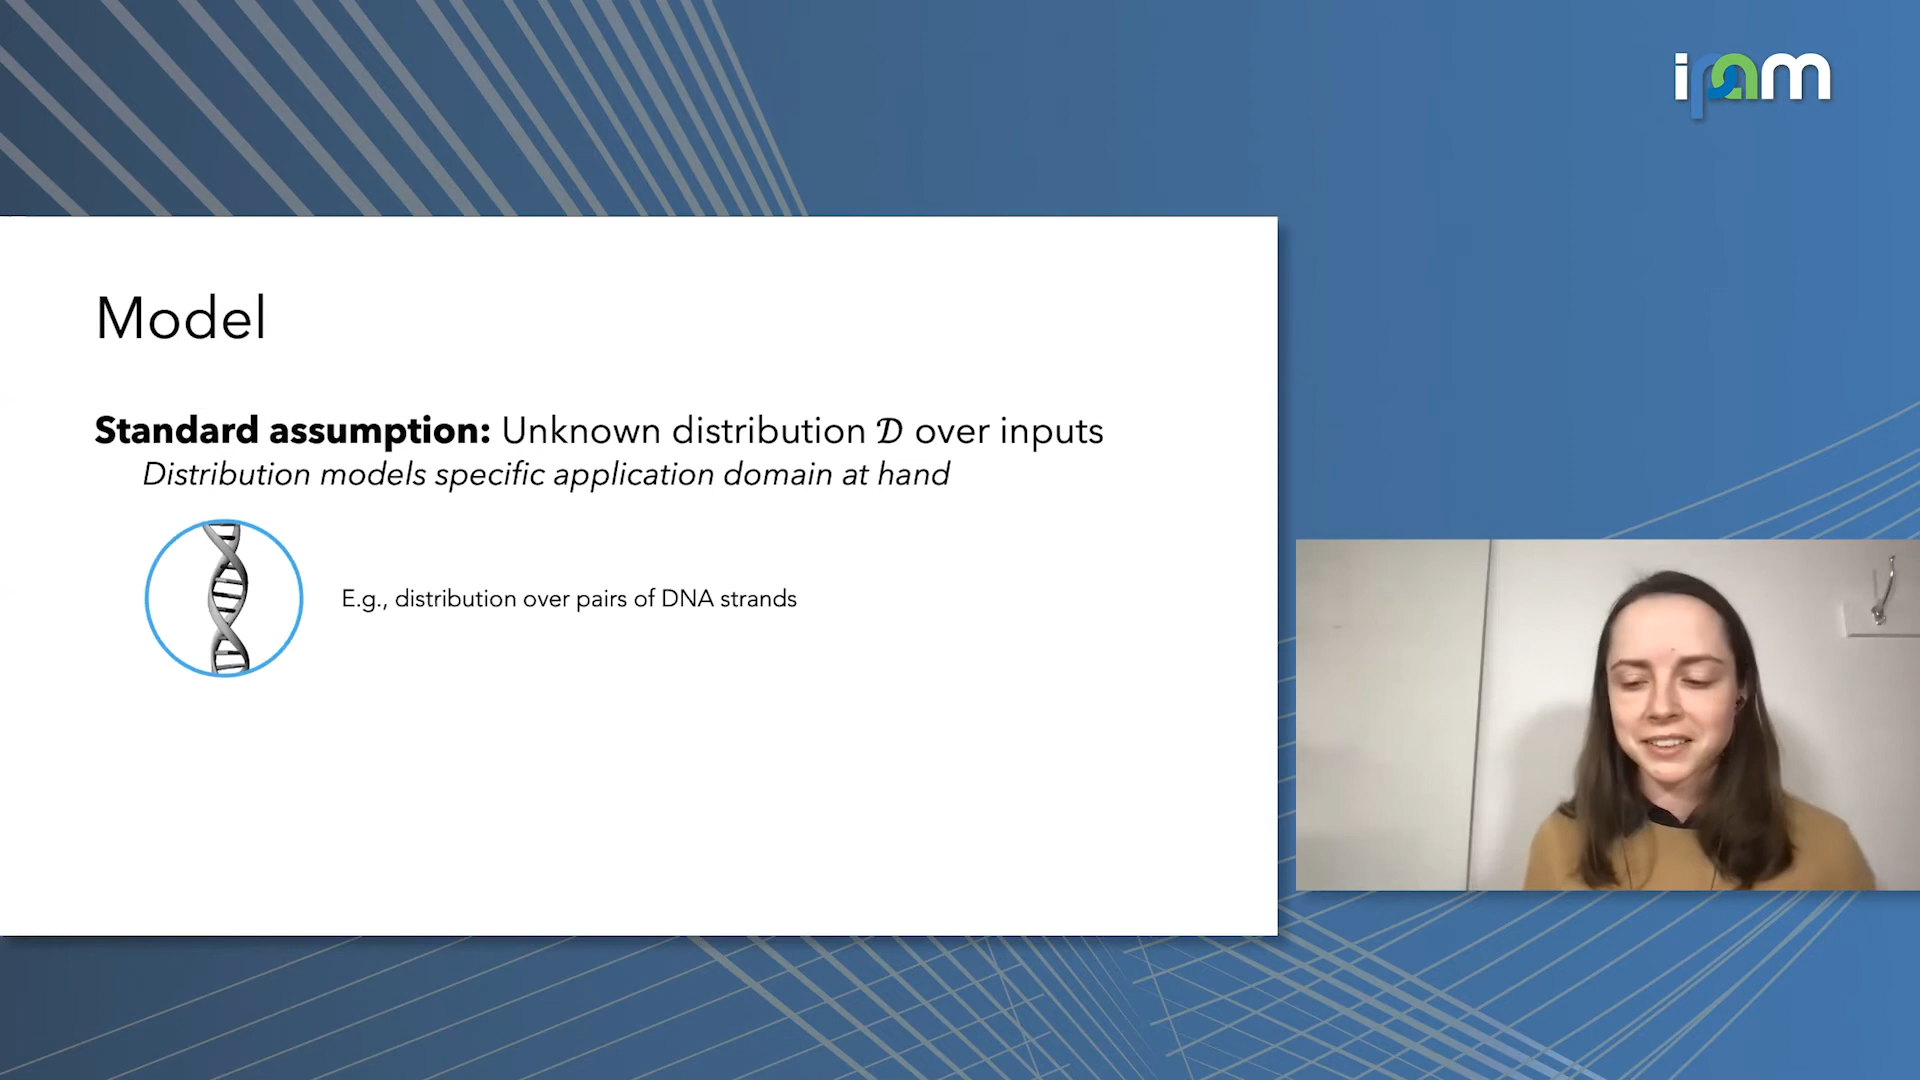 ipam
Model
Standard assumption: Unknown distribution 𝒟 over inputs
Distribution models specific application domain at hand
E.g., distribution over pairs of DNA strands